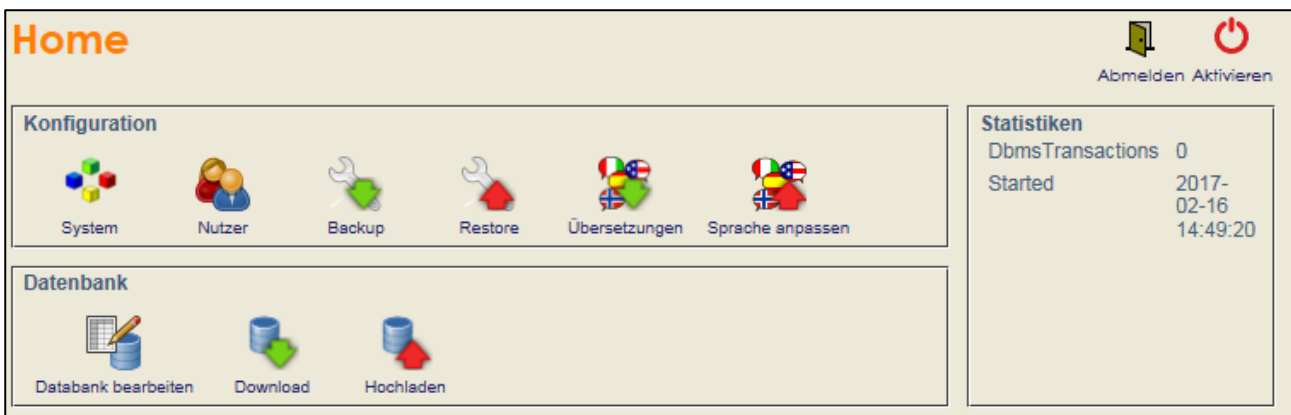 Home
Abmelden Aktivieren
Konfiguration
System Nutzer Backup Restore Übersetzungen Sprache anpassen
Datenbank
Databank bearbeiten Download Hochladen
Statistiken
DbmsTransactions 0
Started 2017-
02-16
14:49:20